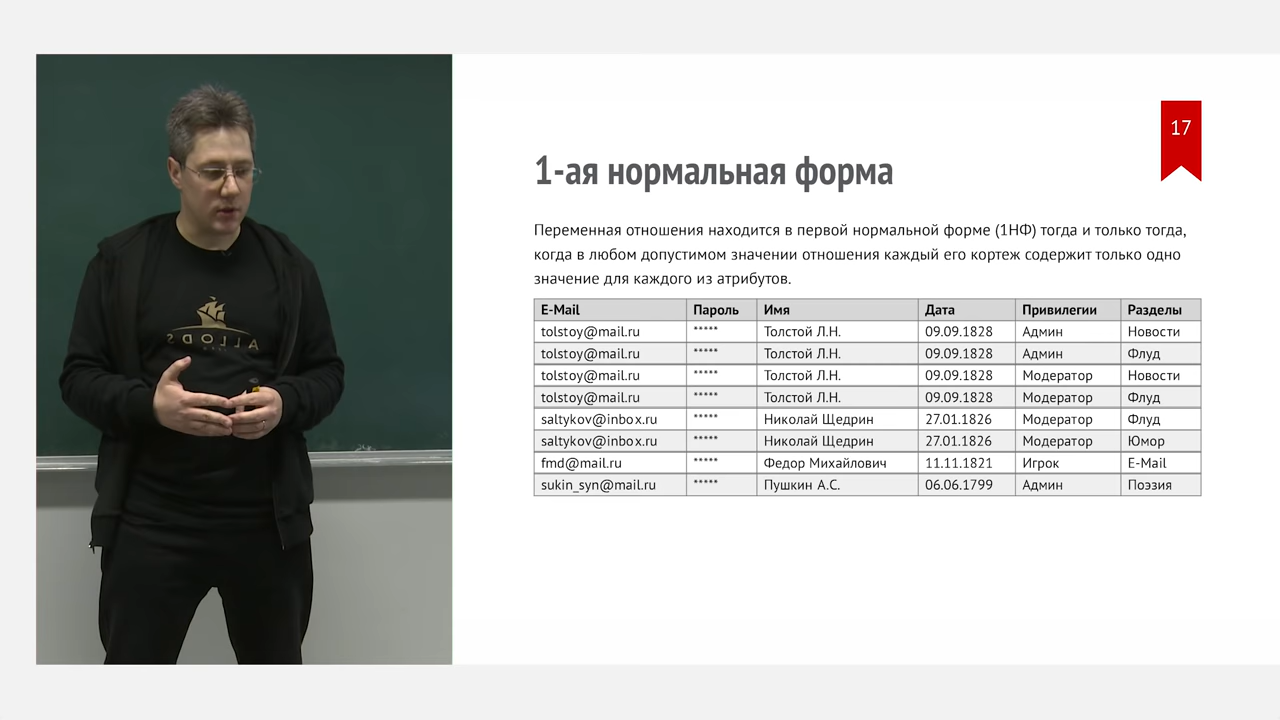 ALLODS
TEAM
17
1-ая нормальная форма
Переменная отношения находится в первой нормальной форме (1НФ) тогда и только тогда,
когда в любом допустимом значении отношения каждый его кортеж содержит только одно
значение для каждого из атрибутов.
E-Mail Пароль Имя Дата Привилегии Разделы
tolstoy@mail.ru ***** Толстой Л.Н. 09.09.1828 Админ Новости
tolstoy@mail.ru ***** Толстой Л.Н. 09.09.1828 Админ Флуд
tolstoy@mail.ru ***** Толстой Л.Н. 09.09.1828 Модератор Новости
tolstoy@mail.ru ***** Толстой Л.Н. 09.09.1828 Модератор Флуд
saltykov@inbox.ru ***** Николай Щедрин 27.01.1826 Модератор Флуд
saltykov@inbox.ru ***** Николай Щедрин 27.01.1826 Модератор Юмор
fmd@mail.ru ***** Федор Михайлович 11.11.1821 Игрок E-Mail
sukin_syn@mail.ru ***** Пушкин А.С. 06.06.1799 Админ Поэзия